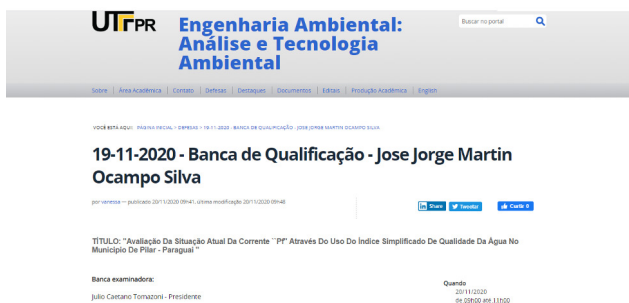 UTFPR
Engenharia Ambiental:
Análise e Tecnologia
Ambiental
Buscar no portal
Sobre | Área Acadêmica | Contato | Defesas | Destaques | Documentos | Editais | Produção Acadêmica | English
VOCÊ ESTÁ AQUI: PÁGINA INICIAL > DEFESAS > 19-11-2020 - BANCA DE QUALIFICAÇÃO - JOSE JORGE MARTIN OCAMPO SILVA
19-11-2020 - Banca de Qualificação - Jose Jorge Martin
Ocampo Silva
por vanessa — publicado 20/11/2020 09h41, última modificação 20/11/2020 09h48
in Share Tweetar Curtir 0
TÍTULO: "Avaliação Da Situação Atual Da Corrente ``Pf" Através Do Uso Do Índice Simplificado De Qualidade Da Água No
Município De Pilar - Paraguai "
Banca examinadora:
Quando
20/11/2020
de 09h00 até 11h00
Julio Caetano Tomazoni - Presidente